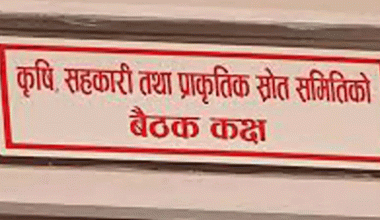 कृषि, सहकारी तथा प्राकृतिक स्रोत समितिको
बैठक कक्ष